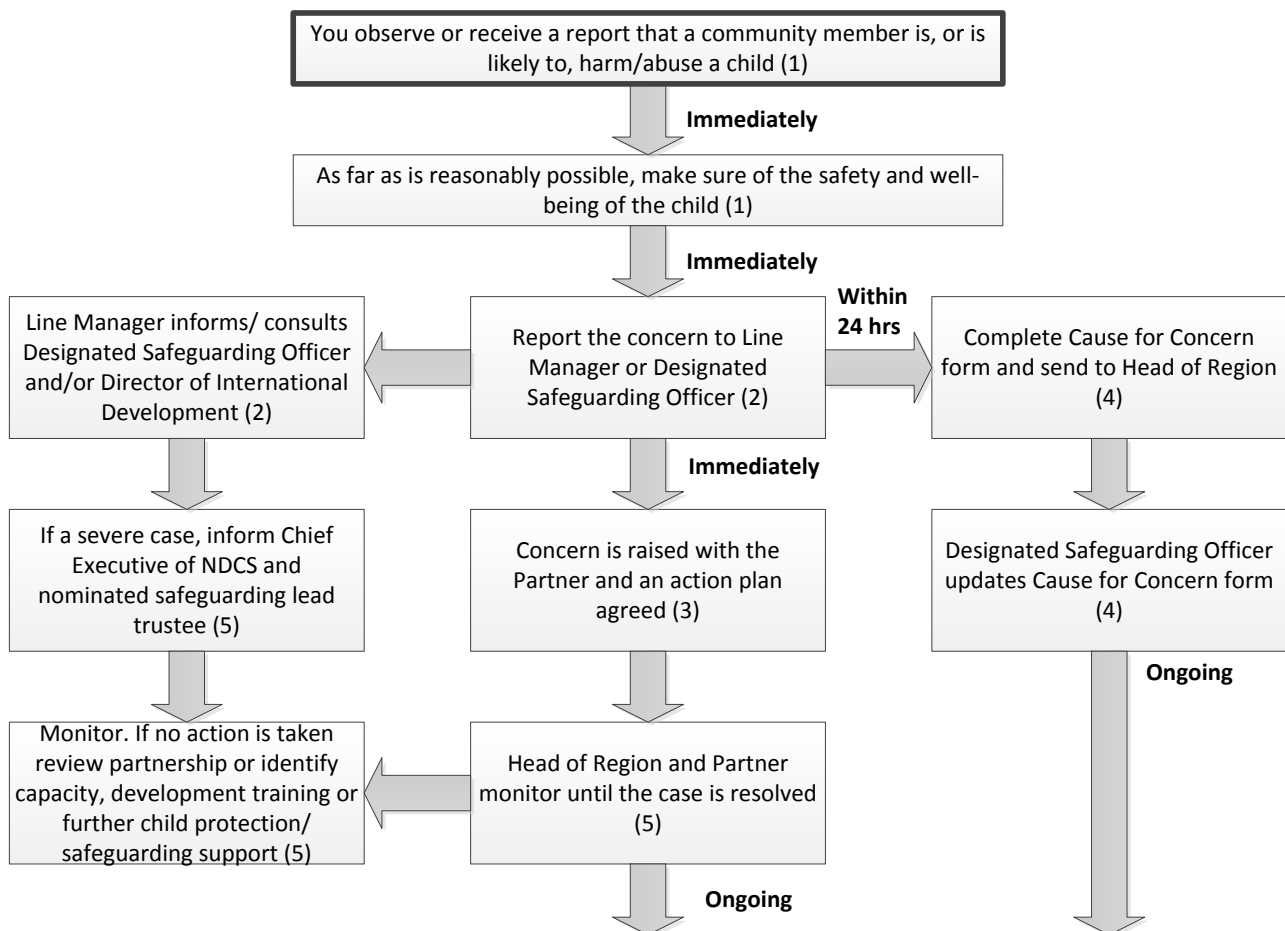 You observe or receive a report that a community member is, or is
likely to, harm/abuse a child (1)
Immediately
As far as is reasonably possible, make sure of the safety and well-
being of the child (1)
Immediately
Line Manager informs/ consults
Designated Safeguarding Officer
and/or Director of International
Development (2)
Report the concern to Line
Manager or Designated
Safeguarding Officer (2)
Within
24 hrs
Complete Cause for Concern
form and send to Head of Region
(4)
Immediately
If a severe case, inform Chief
Executive of NDCS and
nominated safeguarding lead
trustee (5)
Concern is raised with the
Partner and an action plan
agreed (3)
Designated Safeguarding Officer
updates Cause for Concern form
(4)
Ongoing
Monitor. If no action is taken
review partnership or identify
capacity, development training or
further child protection/
safeguarding support (5)
Head of Region and Partner
monitor until the case is resolved
(5)
Ongoing